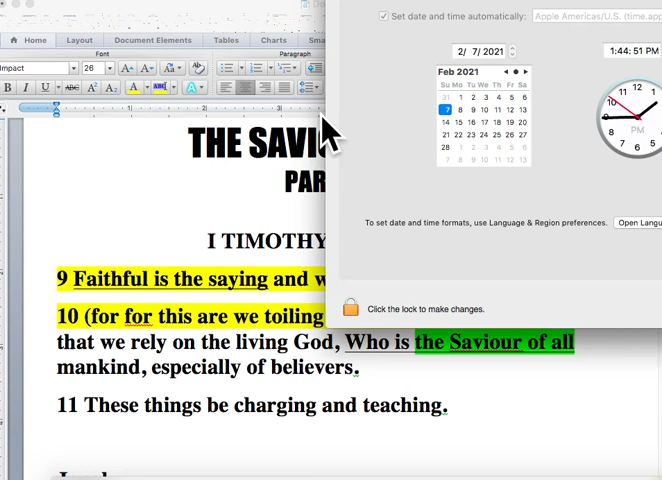 Home Layout Document Elements Tables Charts
Font Paragraph
Impact 26
Set date and time automatically: Apple Americas/U.S. (time.app
2/ 7/2021 1:44:51 PM
Feb 2021
Su Mo Tu We Th Fr Sa
31 1 2 3 4 5 6
7 8 9 10 11 12 13
14 15 16 17 18 19 20
21 22 23 24 25 26 27
28 1 2 3 4 5 6
7 8 9 10 11 12 13
PM
To set date and time formats, use Language & Region preferences. Open Langu
Click the lock to make changes.
THE SAVI
PAR
I TIMOTHY
9 Faithful is the saying and w
10 (for for this are we toiling
that we rely on the living God, Who is the Saviour of all
mankind, especially of believers.
11 These things be charging and teaching.